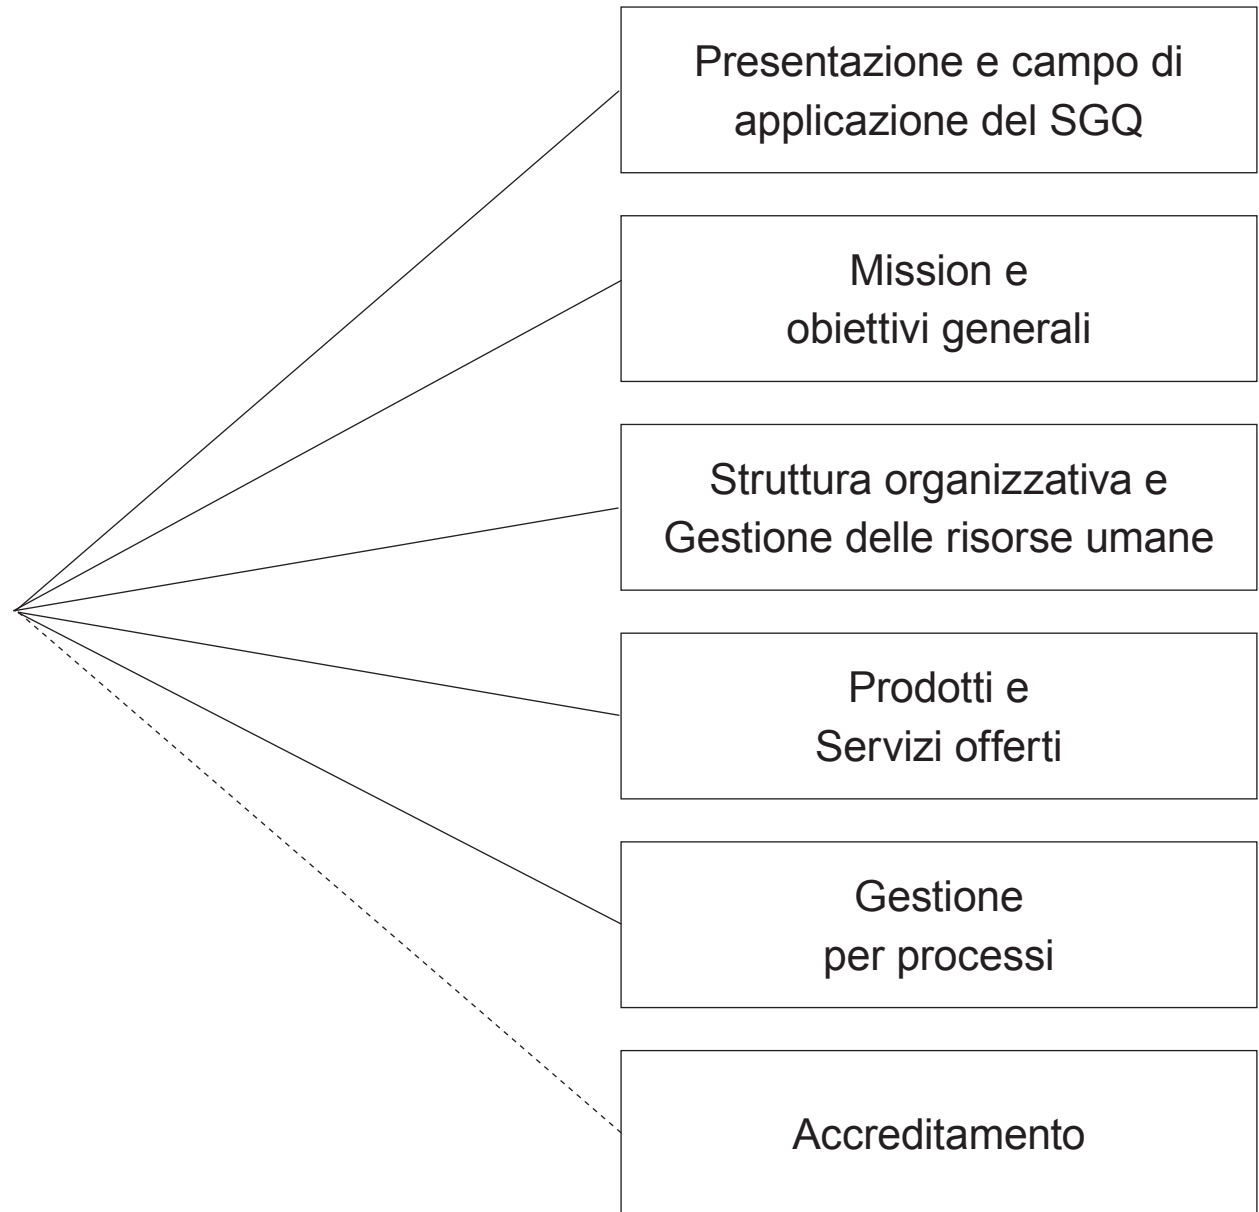 Presentazione e campo di
applicazione del SGQ
Mission e
obiettivi generali
Struttura organizzativa e
Gestione delle risorse umane
Prodotti e
Servizi offerti
Gestione
per processi
Accreditamento